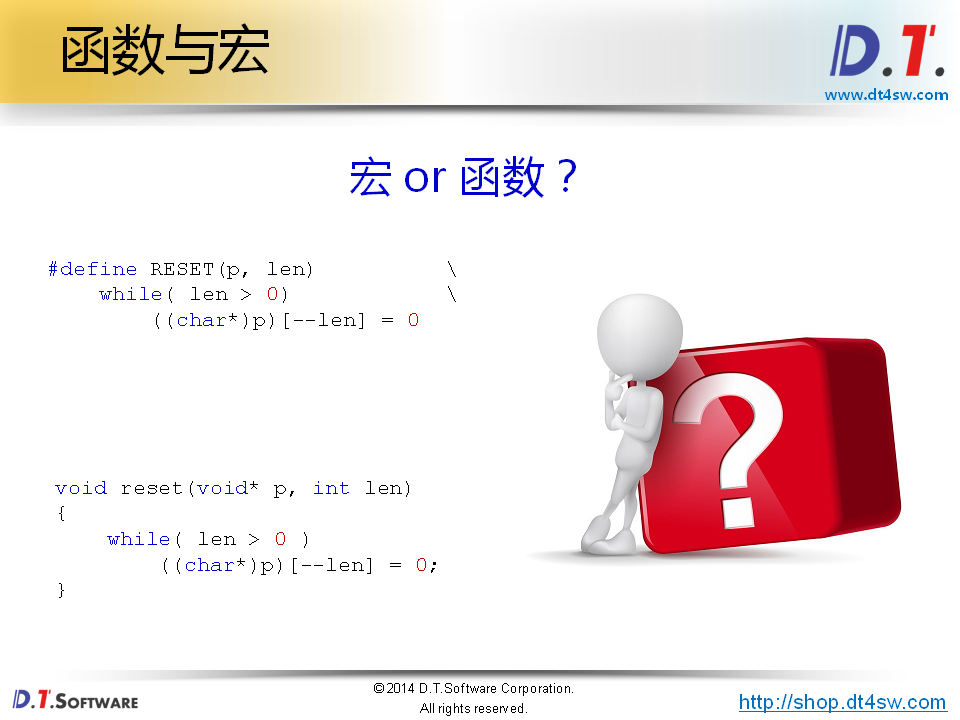 函数与宏
D.T.
www.dt4sw.com
宏 or 函数？
#define RESET(p, len)          \
    while( len > 0)            \
        ((char*)p)[--len] = 0
?
void reset(void* p, int len)
{
    while( len > 0 )
        ((char*)p)[--len] = 0;
}
D.T.SOFTWARE
©2014 D.T.Software Corporation.
All rights reserved.
http://shop.dt4sw.com